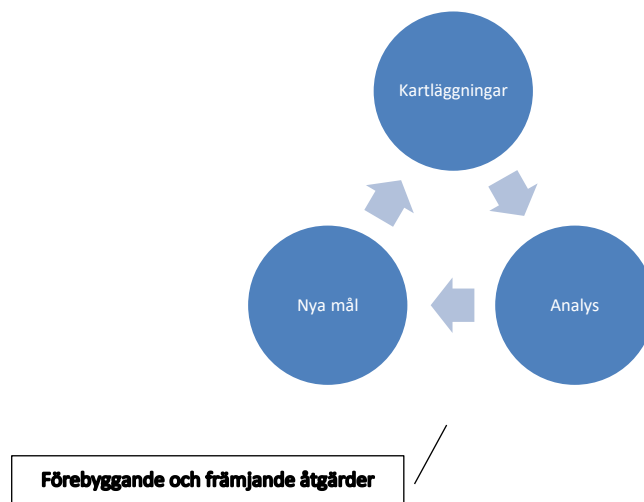 Kartläggningar
Nya mål
Analys
Förebyggande och främjande åtgärder